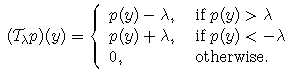 (𝒯_λ p)(y) = { p(y) − λ, if p(y) > λ
p(y) + λ, if p(y) < −λ
0, otherwise.